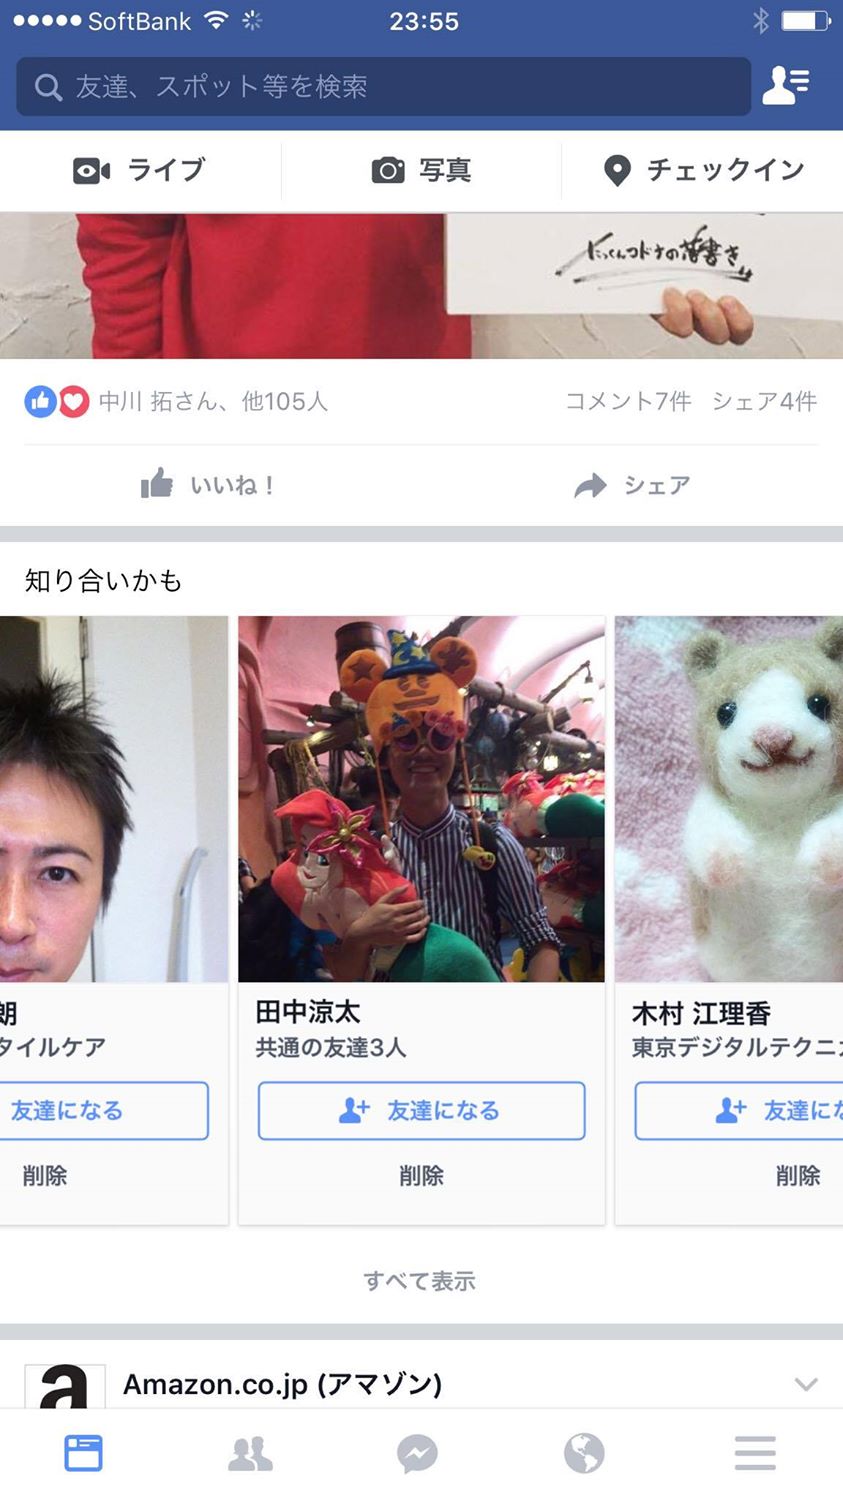 SoftBank 23:55
友達、スポット等を検索
ライブ 写真 チェックイン
にっくんコドナの落書き
中川 拓さん、他105人 コメント7件 シェア4件
いいね！ シェア
知り合いかも
朗 田中涼太 木村 江理香
タイルケア 共通の友達3人 東京デジタルテクニ
友達になる 友達になる 友達にな
削除 削除 削除
すべて表示
a Amazon.co.jp (アマゾン)